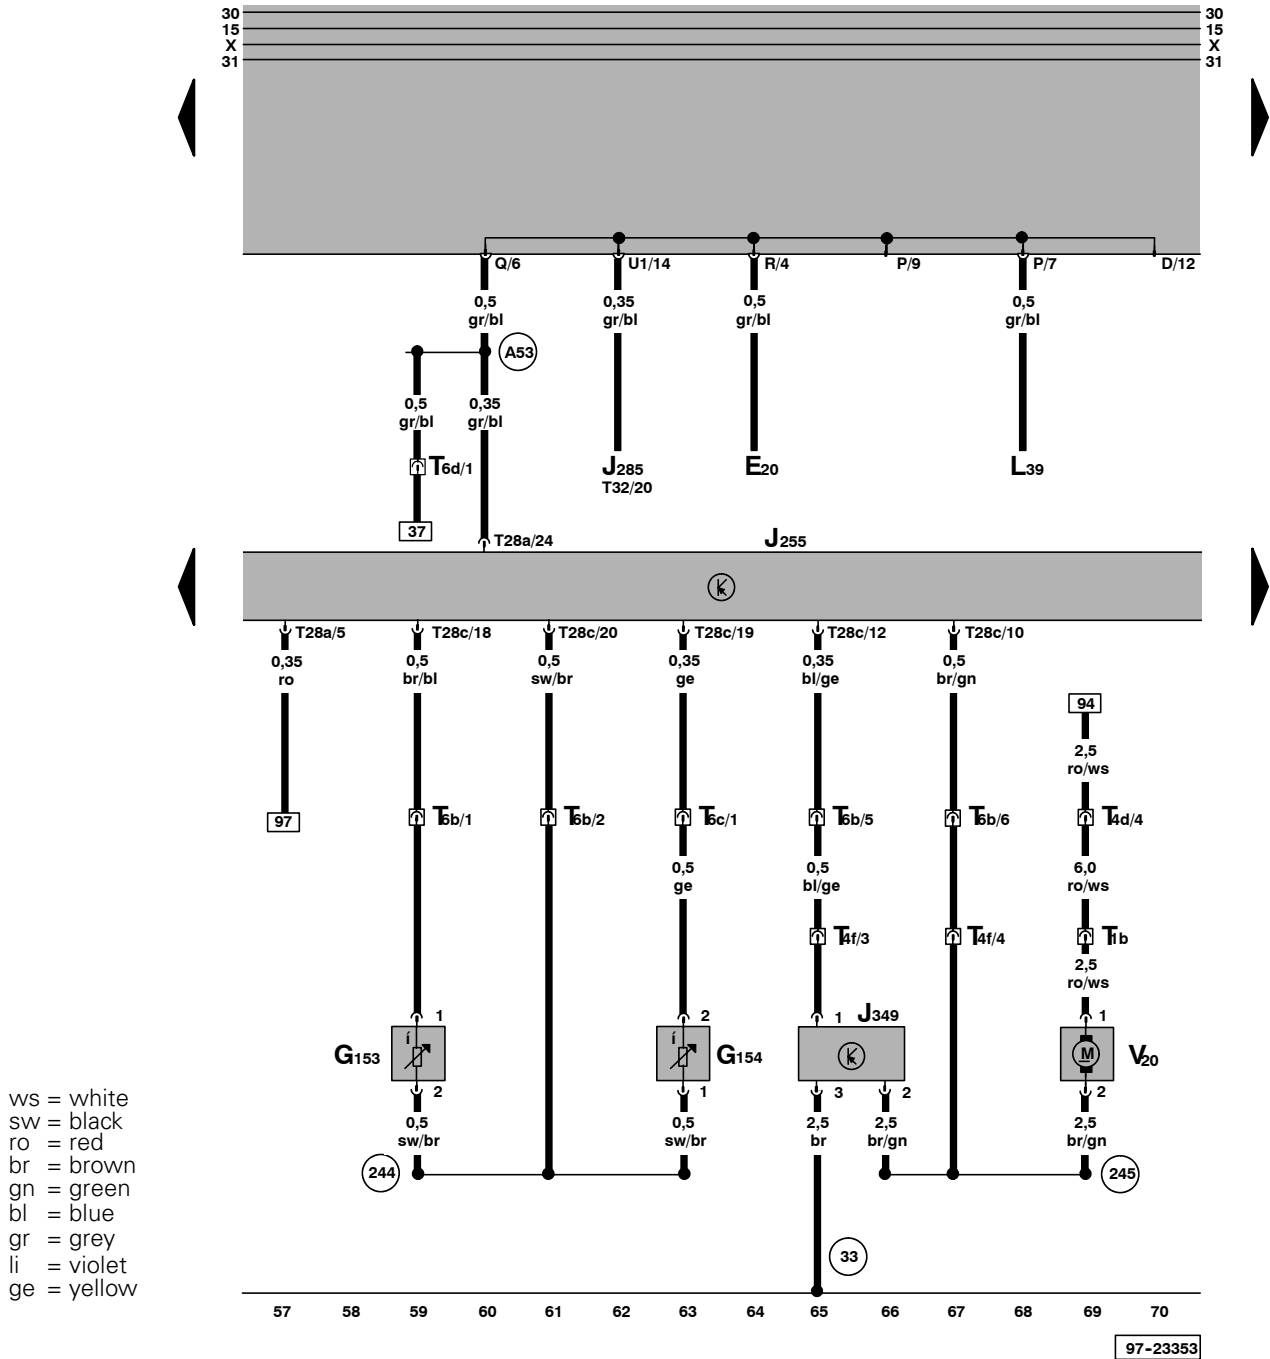 30 30
15 15
X X
31 31
Q/6 U1/14 R/4 P/9 P/7 D/12
0,5 0,35 0,5 0,5
gr/bl gr/bl gr/bl gr/bl
A53
0,5 0,35
gr/bl gr/bl
T6d/1 J285 E20 L39
T32/20
37
T28a/24 J255
T28a/5 T28c/18 T28c/20 T28c/19 T28c/12 T28c/10
0,35 0,5 0,5 0,35 0,35 0,5
ro br/bl sw/br ge bl/ge br/gn
94
2,5
ro/ws
97 T6b/1 T6b/2 T6c/1 T6b/5 T6b/6 T4d/4
0,5 0,5 6,0
ge bl/ge ro/ws
T4f/3 T4f/4 T1b
2,5
ro/ws
1 2 1 J349 1
í í
G153 G154 M V20
2 1 3 2 2
0,5 0,5 2,5 2,5 2,5
sw/br sw/br br br/gn br/gn
244 245
33
ws = white
sw = black
ro = red
br = brown
gn = green
bl = blue
gr = grey
li = violet
ge = yellow
57 58 59 60 61 62 63 64 65 66 67 68 69 70
97-23353